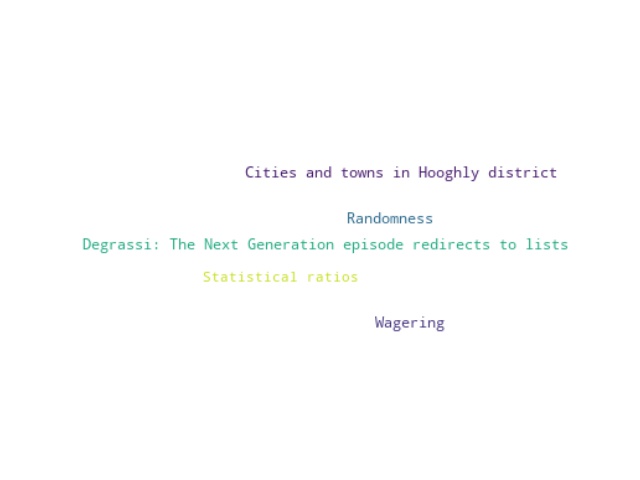 Cities and towns in Hooghly district
Randomness
Degrassi: The Next Generation episode redirects to lists
Statistical ratios
Wagering